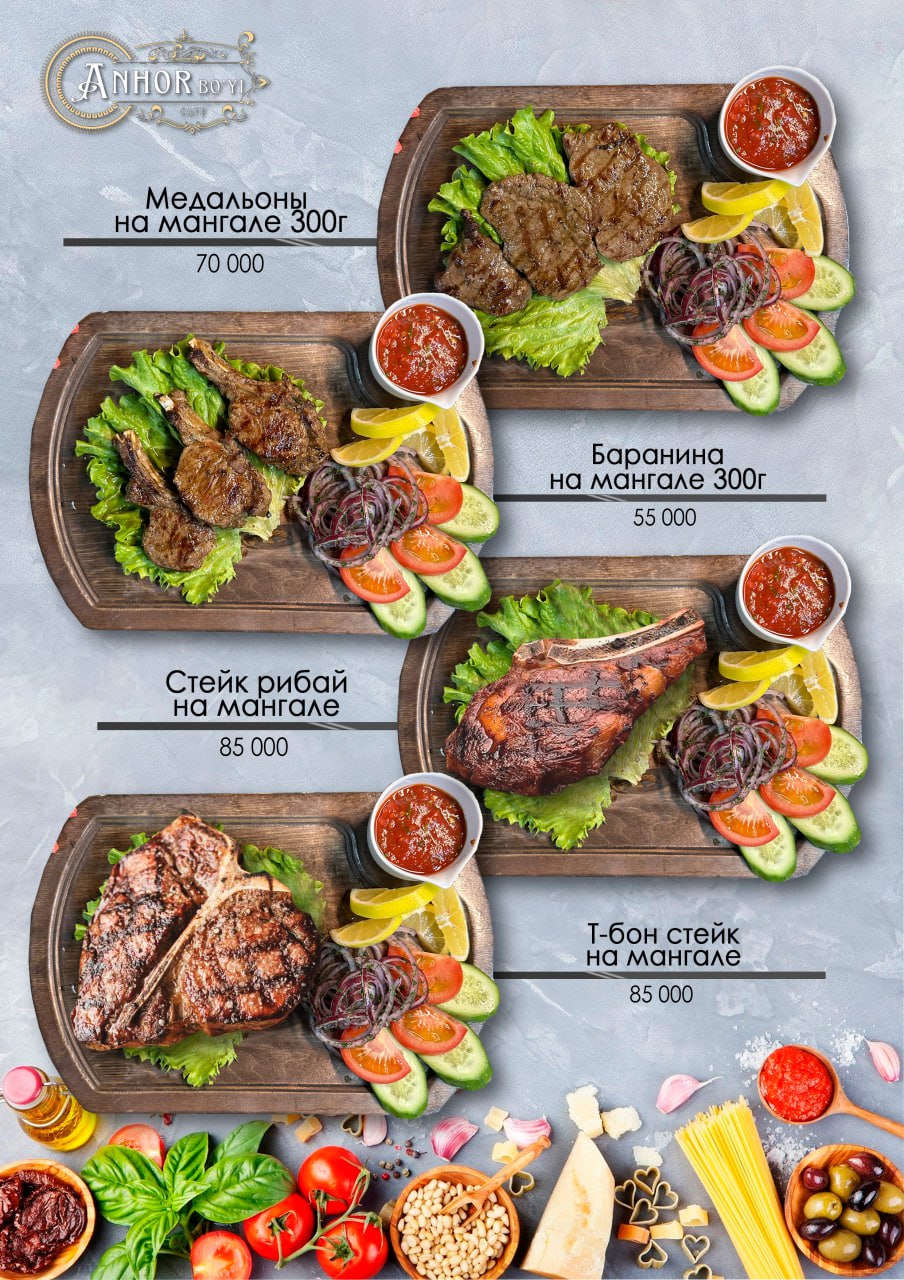 ANHOR BO'YI
CAFE
Медальоны
на мангале 300г
70 000
Баранина
на мангале 300г
55 000
Стейк рибай
на мангале
85 000
Т-бон стейк
на мангале
85 000